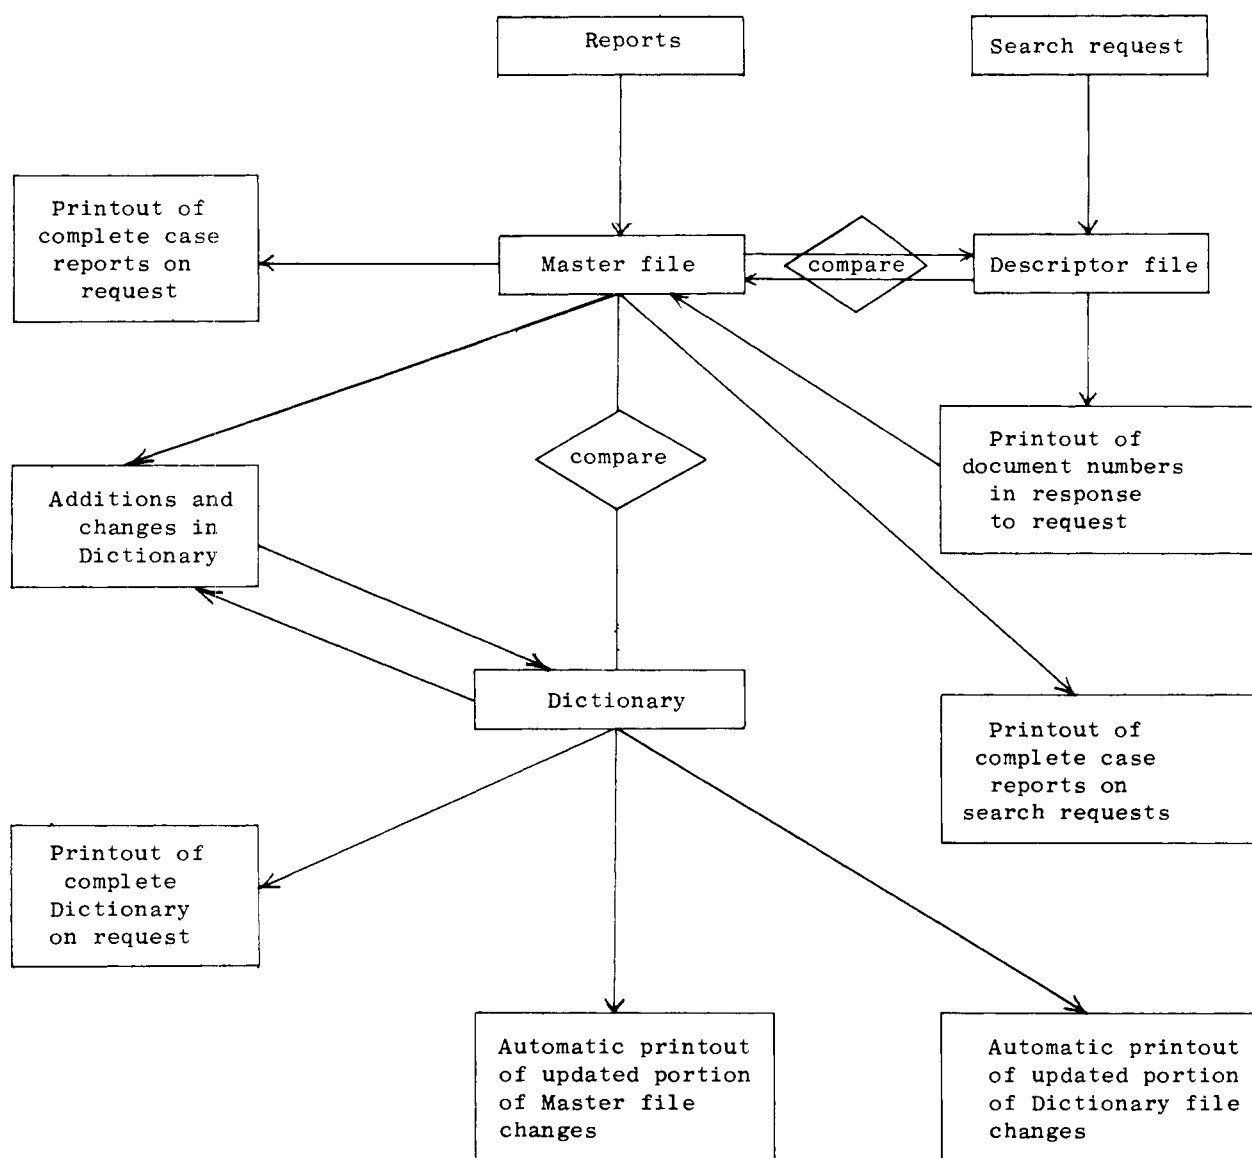 Reports
Search request
Printout of
complete case
reports on
request
Master file
compare
Descriptor file
compare
Printout of
document numbers
in response
to request
Additions and
changes in
Dictionary
Dictionary
Printout of
complete case
reports on
search requests
Printout of
complete
Dictionary
on request
Automatic printout
of updated portion
of Master file
changes
Automatic printout
of updated portion
of Dictionary file
changes